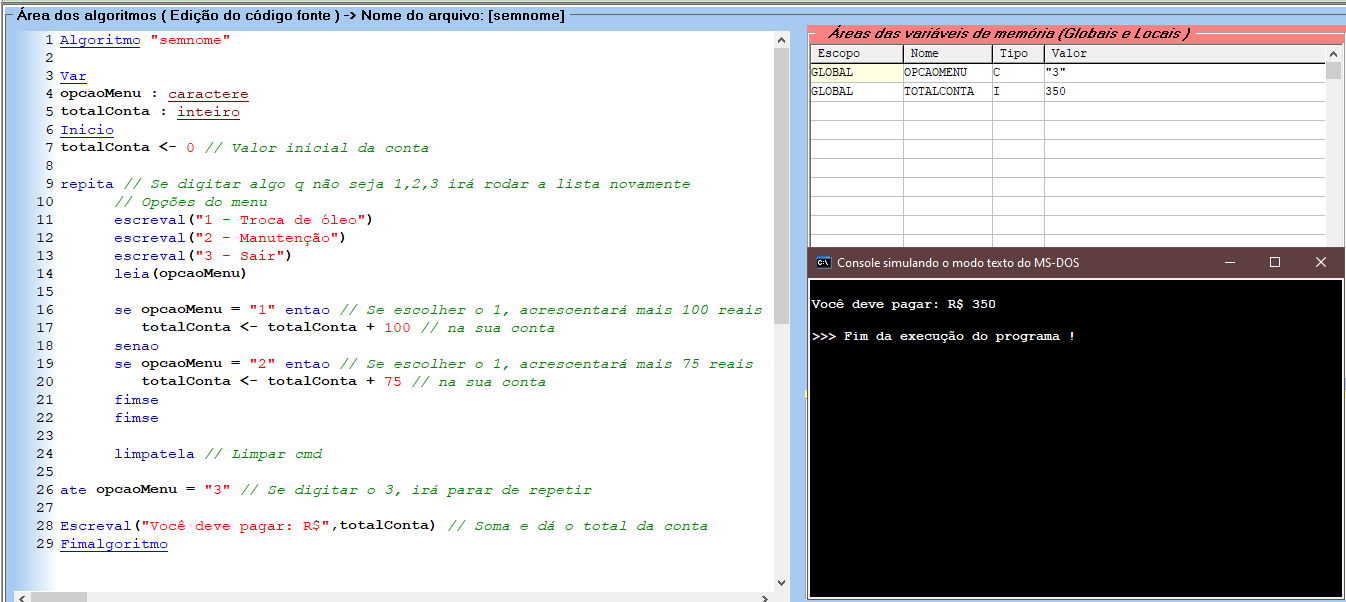 Área dos algoritmos ( Edição do código fonte ) -> Nome do arquivo: [semnome]
1 Algoritmo "semnome"
2
3 Var
4 opcaoMenu : caractere
5 totalConta : inteiro
6 Inicio
7 totalConta <- 0 // Valor inicial da conta
8
9 repita // Se digitar algo q não seja 1,2,3 irá rodar a lista novamente
10 // Opções do menu
11 escreval("1 - Troca de óleo")
12 escreval("2 - Manutenção")
13 escreval("3 - Sair")
14 leia(opcaoMenu)
15
16 se opcaoMenu = "1" entao // Se escolher o 1, acrescentará mais 100 reais
17 totalConta <- totalConta + 100 // na sua conta
18 senao
19 se opcaoMenu = "2" entao // Se escolher o 1, acrescentará mais 75 reais
20 totalConta <- totalConta + 75 // na sua conta
21 fimse
22 fimse
23
24 limpatela // Limpar cmd
25
26 ate opcaoMenu = "3" // Se digitar o 3, irá parar de repetir
27
28 Escreval("Você deve pagar: R$",totalConta) // Soma e dá o total da conta
29 Fimalgoritmo
Áreas das variáveis de memória (Globais e Locais )
Escopo Nome Tipo Valor
GLOBAL OPCAOMENU C "3"
GLOBAL TOTALCONTA I 350
C:\ Console simulando o modo texto do MS-DOS
Você deve pagar: R$ 350
>>> Fim da execução do programa !